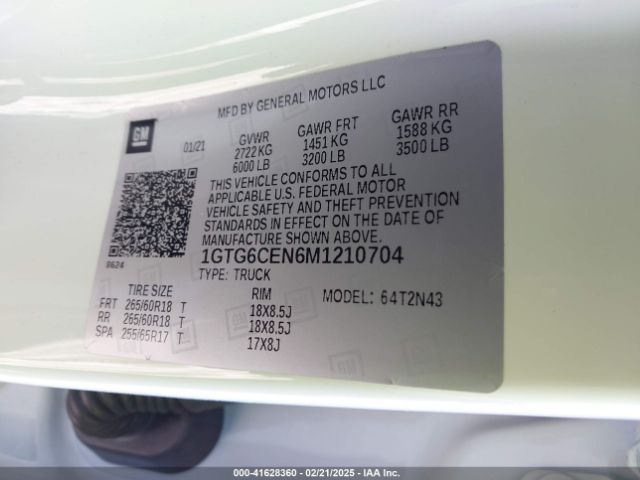 MFD BY GENERAL MOTORS LLC
GM
01/21
GVWR GAWR FRT GAWR RR
2722 KG 1451 KG 1588 KG
6000 LB 3200 LB 3500 LB
THIS VEHICLE CONFORMS TO ALL
APPLICABLE U.S. FEDERAL MOTOR
VEHICLE SAFETY AND THEFT PREVENTION
STANDARDS IN EFFECT ON THE DATE OF
MANUFACTURE SHOWN ABOVE.
0624
1GTG6CEN6M1210704
TYPE: TRUCK
TIRE SIZE RIM MODEL: 64T2N43
FRT 265/60R18 T 18X8.5J
RR 265/60R18 T 18X8.5J
SPA 255/65R17 T 17X8J
000-41628360 — 02/21/2025 — IAA Inc.